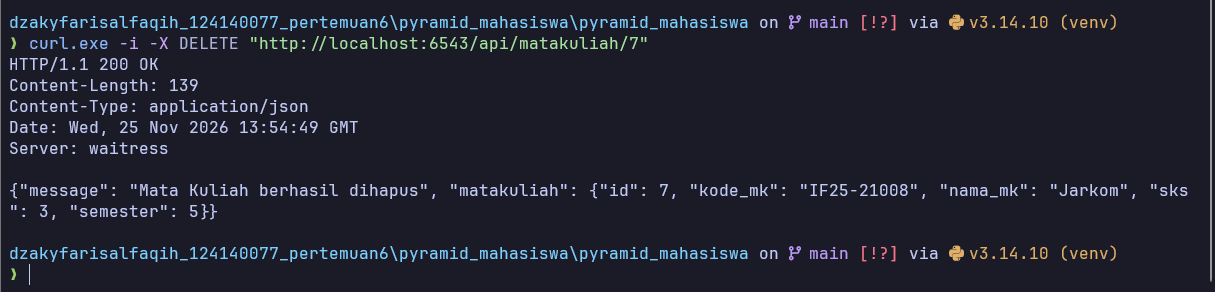 dzakyfarisalfaqih_124140077_pertemuan6\pyramid_mahasiswa\pyramid_mahasiswa on main [!?] via v3.14.10 (venv)
❯ curl.exe -i -X DELETE "http://localhost:6543/api/matakuliah/7"
HTTP/1.1 200 OK
Content-Length: 139
Content-Type: application/json
Date: Wed, 25 Nov 2026 13:54:49 GMT
Server: waitress
{"message": "Mata Kuliah berhasil dihapus", "matakuliah": {"id": 7, "kode_mk": "IF25-21008", "nama_mk": "Jarkom", "sks
": 3, "semester": 5}}
dzakyfarisalfaqih_124140077_pertemuan6\pyramid_mahasiswa\pyramid_mahasiswa on main [!?] via v3.14.10 (venv)
❯